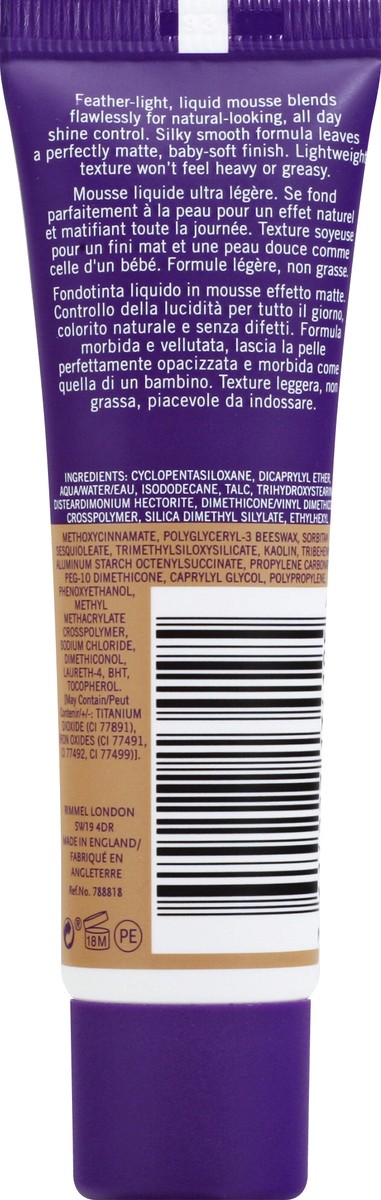 Feather-light, liquid mousse blends
flawlessly for natural-looking, all day
shine control. Silky smooth formula leaves
a perfectly matte, baby-soft finish. Lightweight
texture won't feel heavy or greasy.
Mousse liquide ultra légère. Se fond
parfaitement à la peau pour un effet naturel
et matifiant toute la journée. Texture soyeuse
pour un fini mat et une peau douce comme
celle d'un bébé. Formule légère, non grasse.
Fondotinta liquido in mousse effetto matte.
Controllo della lucidità per tutto il giorno,
colorito naturale e senza difetti. Formula
morbida e vellutata, lascia la pelle
perfettamente opacizzata e morbida come
quella di un bambino. Texture leggera, non
grassa, piacevole da indossare.
INGREDIENTS: CYCLOPENTASILOXANE, DICAPRYLYL ETHER,
AQUA/WATER/EAU, ISODODECANE, TALC,
DISTEARDIMONIUM HECTORITE,
CROSSPOLYMER, SILICA DIMETHYL SILYLATE, ETHYLHEXYL
METHOXYCINNAMATE, POLYGLYCERYL-3 BEESWAX, SORBITAN
SESQUIOLEATE, TRIMETHYLSILOXYSILICATE, KAOLIN,
ALUMINUM STARCH OCTENYLSUCCINATE, PROPYLENE
PEG-10 DIMETHICONE, CAPRYLYL GLYCOL, POLYPROPYLENE,
PHENOXYETHANOL,
METHYL
METHACRYLATE
CROSSPOLYMER,
SODIUM CHLORIDE,
DIMETHICONOL,
LAURETH-4, BHT,
TOCOPHEROL.
[May Contain/Peut
Contenir/+/-: TITANIUM
DIOXIDE (CI 77891),
IRON OXIDES (CI 77491,
CI 77492, CI 77499)].
RIMMEL LONDON
SW19 4DR
MADE IN ENGLAND/
FABRIQUÉ EN
ANGLETERRE
Ref.No. 788818
18M
PE